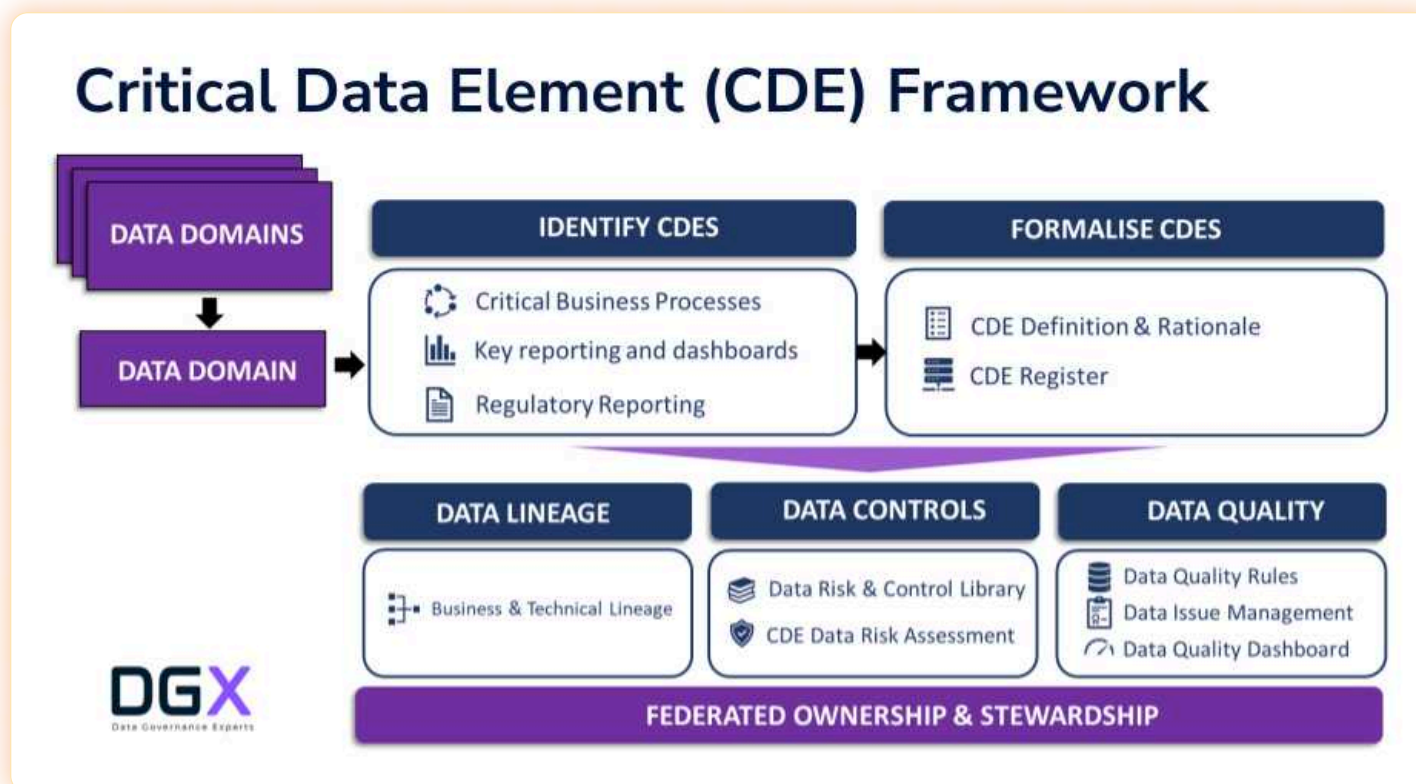 Critical Data Element (CDE) Framework
DATA DOMAINS
DATA DOMAIN
IDENTIFY CDES
Critical Business Processes
Key reporting and dashboards
Regulatory Reporting
FORMALISE CDES
CDE Definition & Rationale
CDE Register
DATA LINEAGE
Business & Technical Lineage
DATA CONTROLS
Data Risk & Control Library
CDE Data Risk Assessment
DATA QUALITY
Data Quality Rules
Data Issue Management
Data Quality Dashboard
FEDERATED OWNERSHIP & STEWARDSHIP
DGX
Data Governance Experts